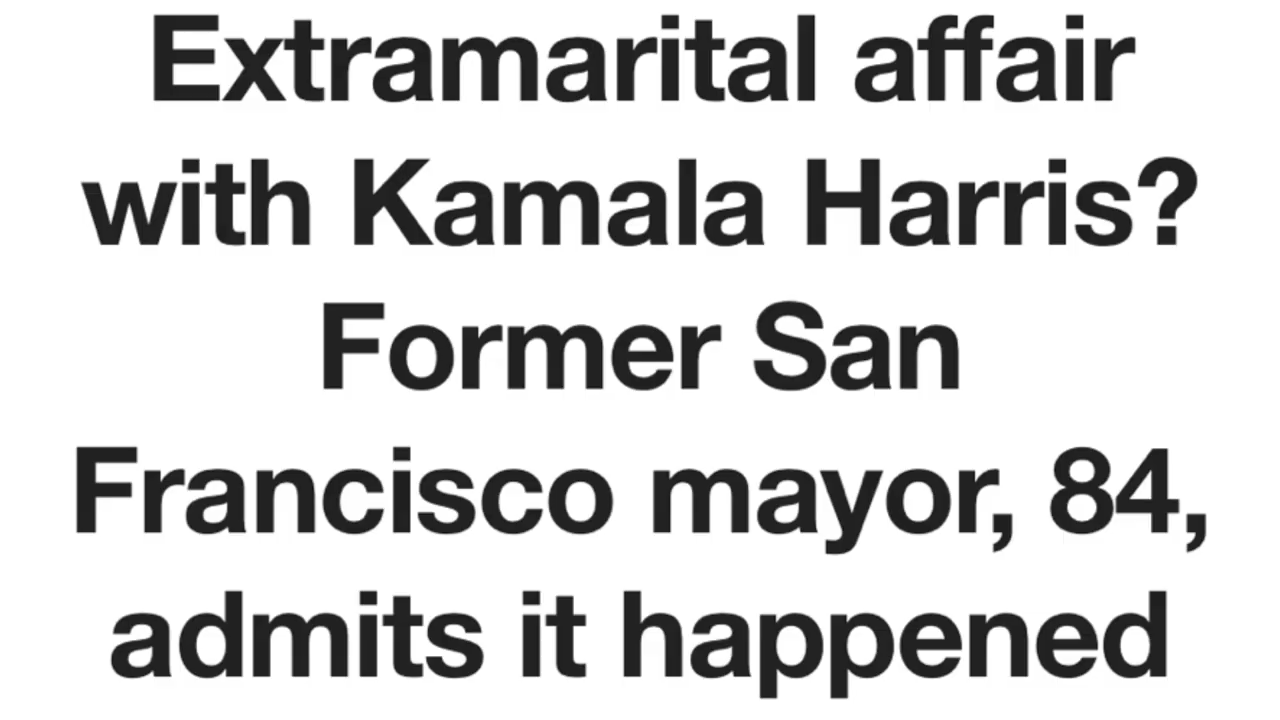 Extramarital affair
with Kamala Harris?
Former San
Francisco mayor, 84,
admits it happened